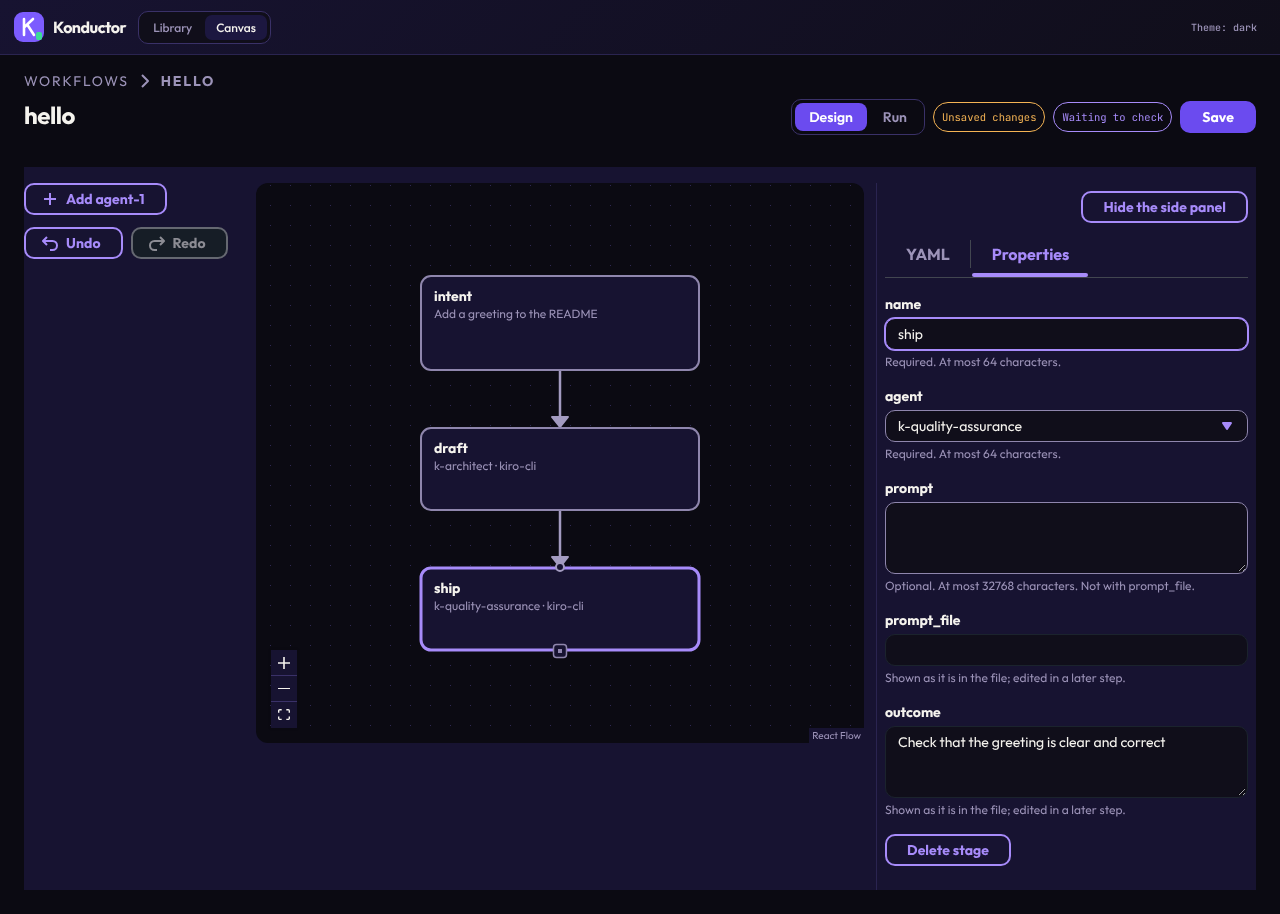 Konductor
Library
Canvas
Theme: dark
WORKFLOWS
HELLO
hello
Design
Run
Unsaved changes
Waiting to check
Save
Add agent-1
Undo
Redo
intent
Add a greeting to the README
draft
k-architect · kiro-cli
ship
k-quality-assurance · kiro-cli
React Flow
Hide the side panel
YAML
Properties
name
ship
Required. At most 64 characters.
agent
k-quality-assurance
Required. At most 64 characters.
prompt
Optional. At most 32768 characters. Not with prompt_file.
prompt_file
Shown as it is in the file; edited in a later step.
outcome
Check that the greeting is clear and correct
Shown as it is in the file; edited in a later step.
Delete stage